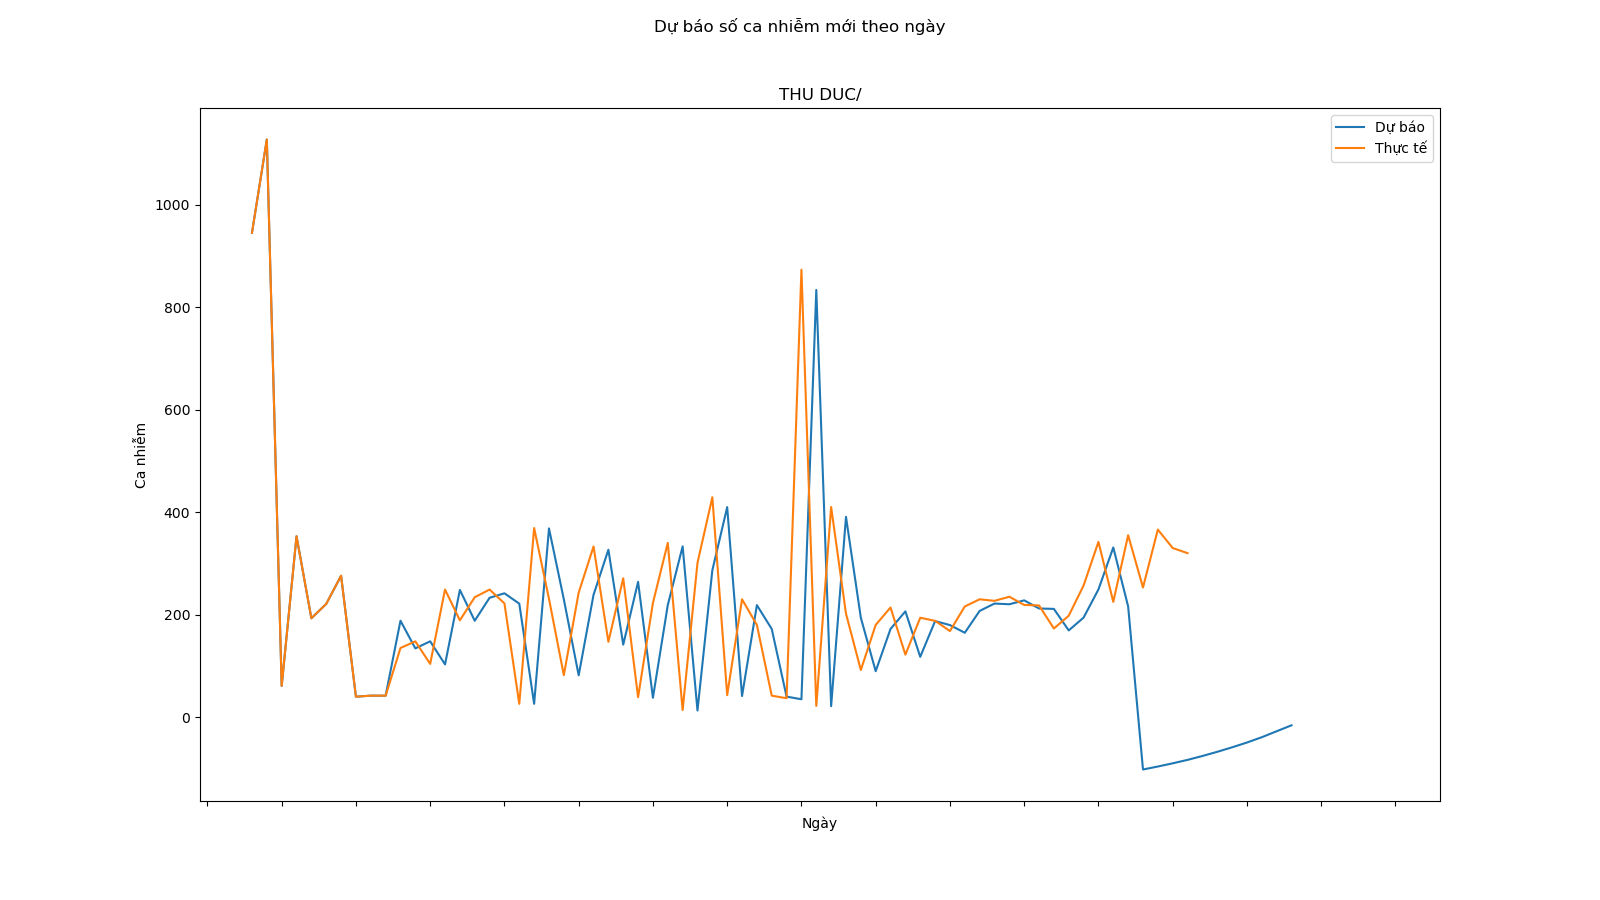 Dự báo số ca nhiễm mới theo ngày
THU DUC/
Dự báo
Thực tế
1000
800
600
400
200
0
Ca nhiễm
Ngày